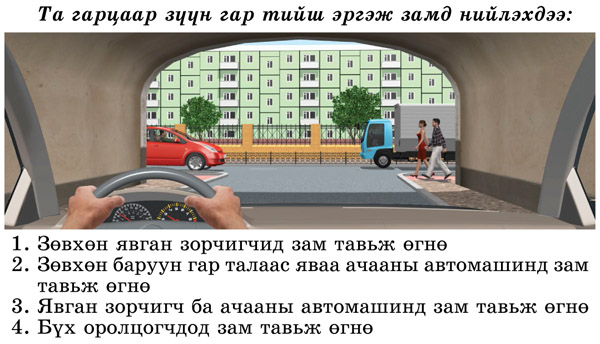 Та гарцаар зүүн гар тийш эргэж замд нийлэхдээ:
1. Зөвхөн явган зорчигчид зам тавьж өгнө
2. Зөвхөн баруун гар талаас яваа ачааны автомашинд зам
тавьж өгнө
3. Явган зорчигч ба ачааны автомашинд зам тавьж өгнө
4. Бүх оролцогчдод зам тавьж өгнө